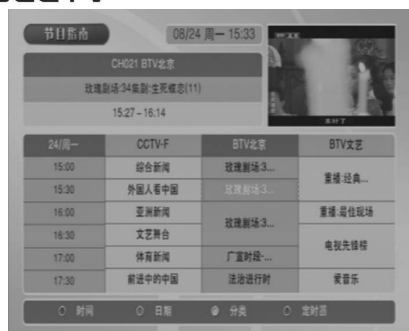 节目指南
08/24 周一 15:33
CH021 BTV北京
玫瑰剧场:34集剧:生死蝶恋(11)
15:27 – 16:14
24/周一 CCTV-F BTV北京 BTV文艺
15:00 综合新闻 玫瑰剧场:3... 重播:经典...
15:30 外国人看中国 玫瑰剧场:3...
16:00 亚洲新闻 玫瑰剧场:3... 重播:最佳现场
16:30 文艺舞台 电视先锋榜
17:00 体育新闻 广宣时段-...
17:30 前进中的中国 法治进行时 爱音乐
时间 日期 分类 定时器